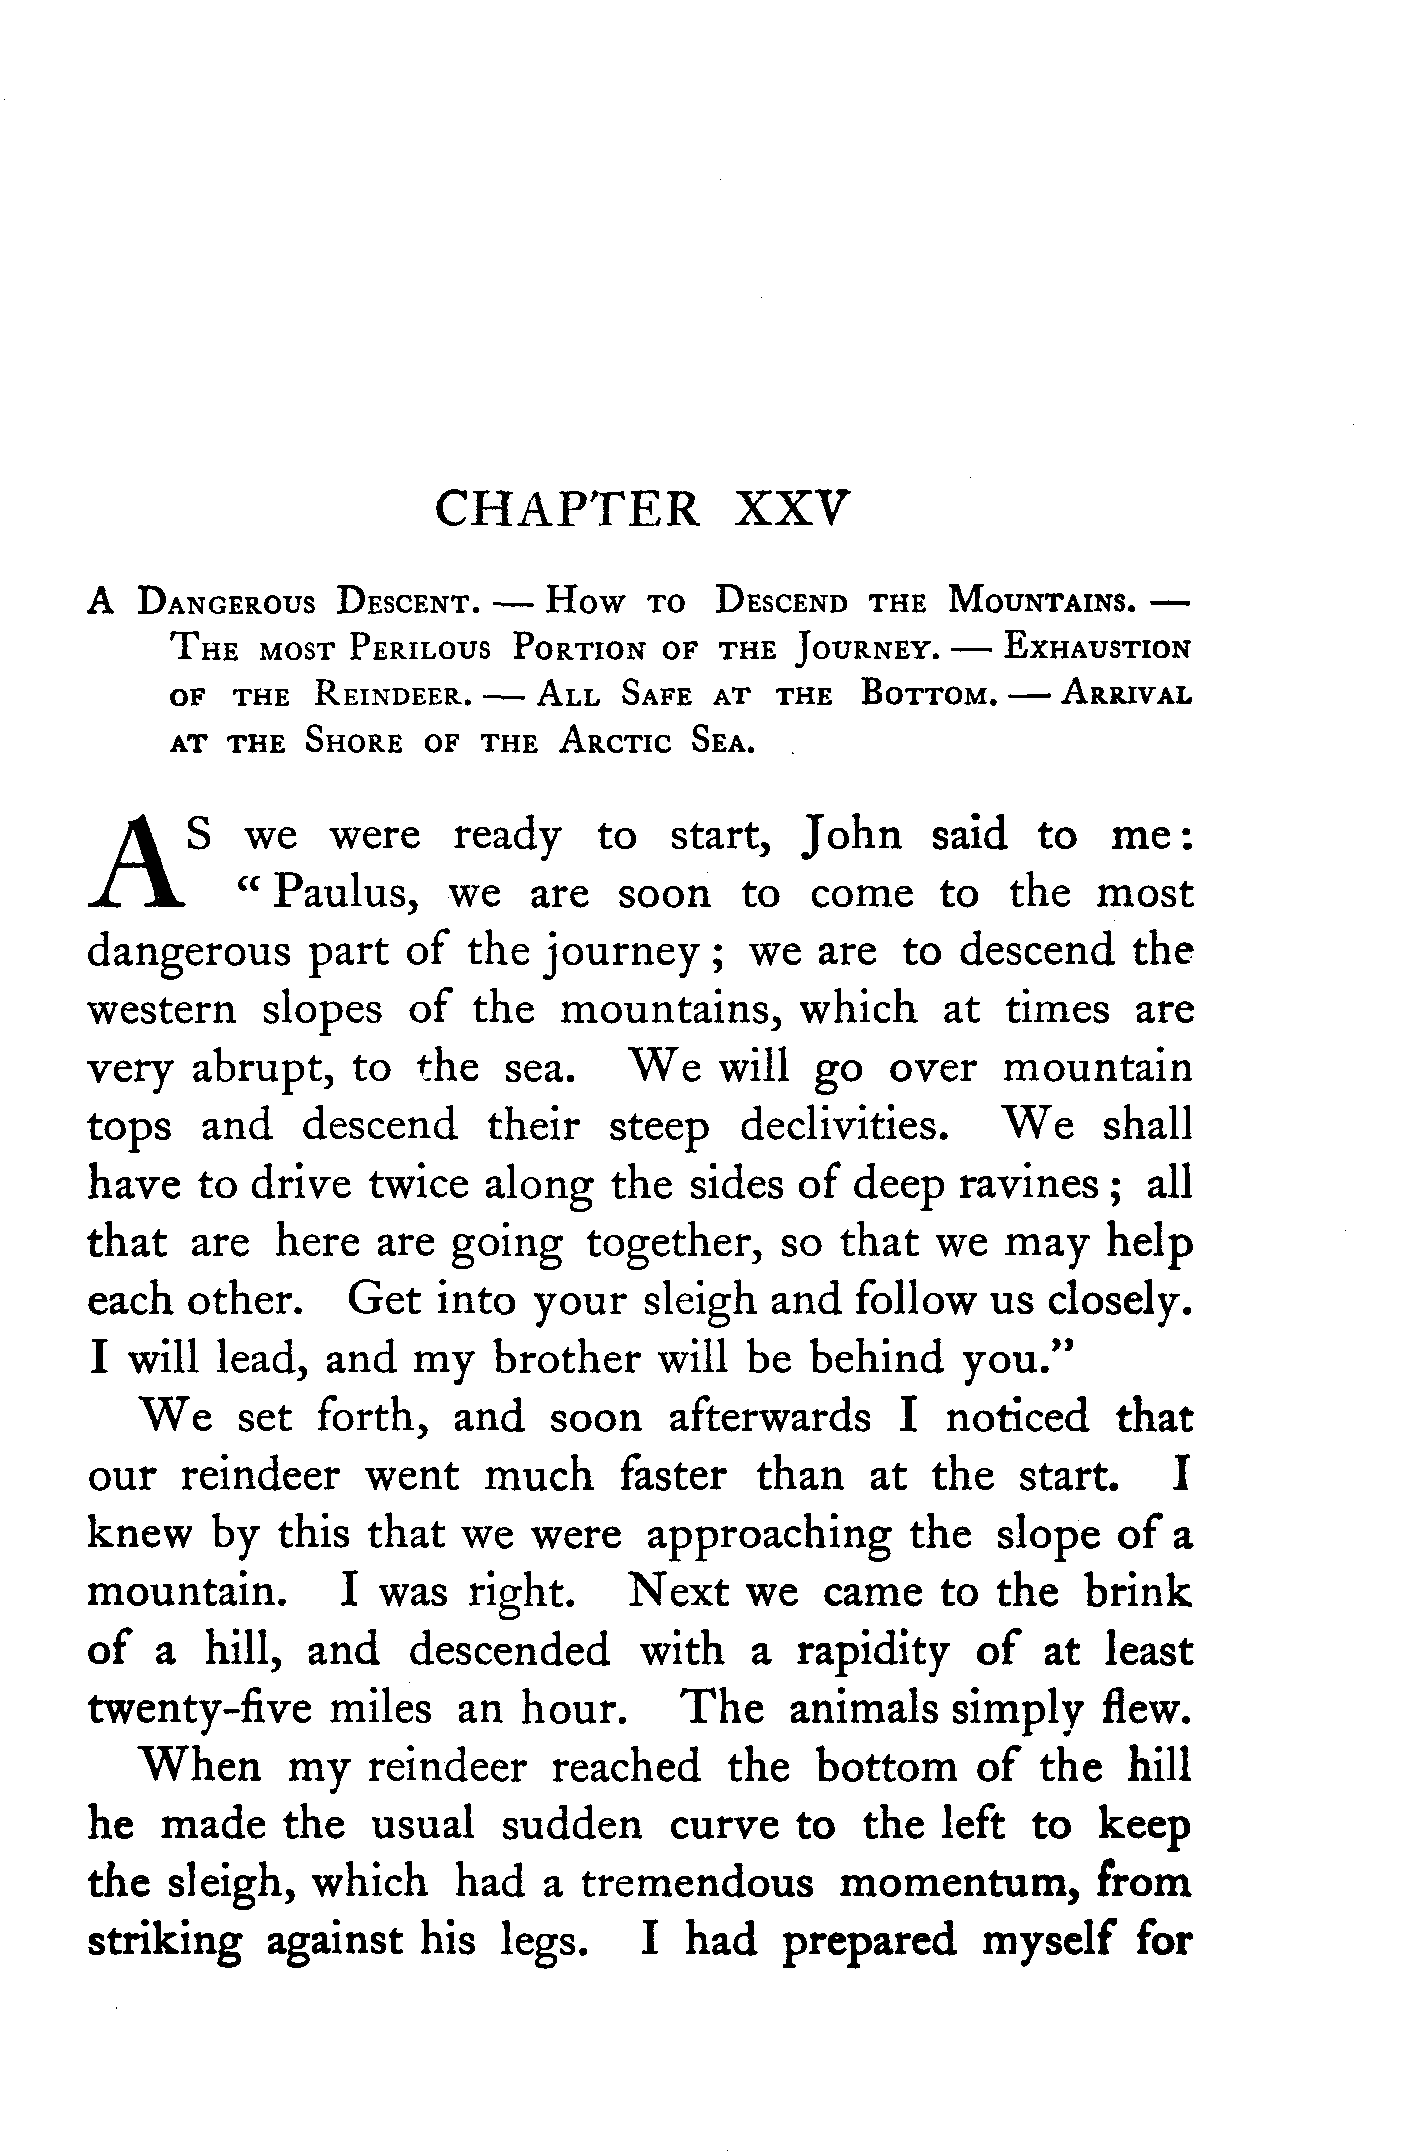 CHAPTER XXV
A Dangerous Descent. — How to Descend the Mountains. —
The most Perilous Portion of the Journey. — Exhaustion
of the Reindeer. — All Safe at the Bottom. — Arrival
at the Shore of the Arctic Sea.
AS we were ready to start, John said to me:
“Paulus, we are soon to come to the most
dangerous part of the journey; we are to descend the
western slopes of the mountains, which at times are
very abrupt, to the sea. We will go over mountain
tops and descend their steep declivities. We shall
have to drive twice along the sides of deep ravines; all
that are here are going together, so that we may help
each other. Get into your sleigh and follow us closely.
I will lead, and my brother will be behind you.”
We set forth, and soon afterwards I noticed that
our reindeer went much faster than at the start. I
knew by this that we were approaching the slope of a
mountain. I was right. Next we came to the brink
of a hill, and descended with a rapidity of at least
twenty-five miles an hour. The animals simply flew.
When my reindeer reached the bottom of the hill
he made the usual sudden curve to the left to keep
the sleigh, which had a tremendous momentum, from
striking against his legs. I had prepared myself for